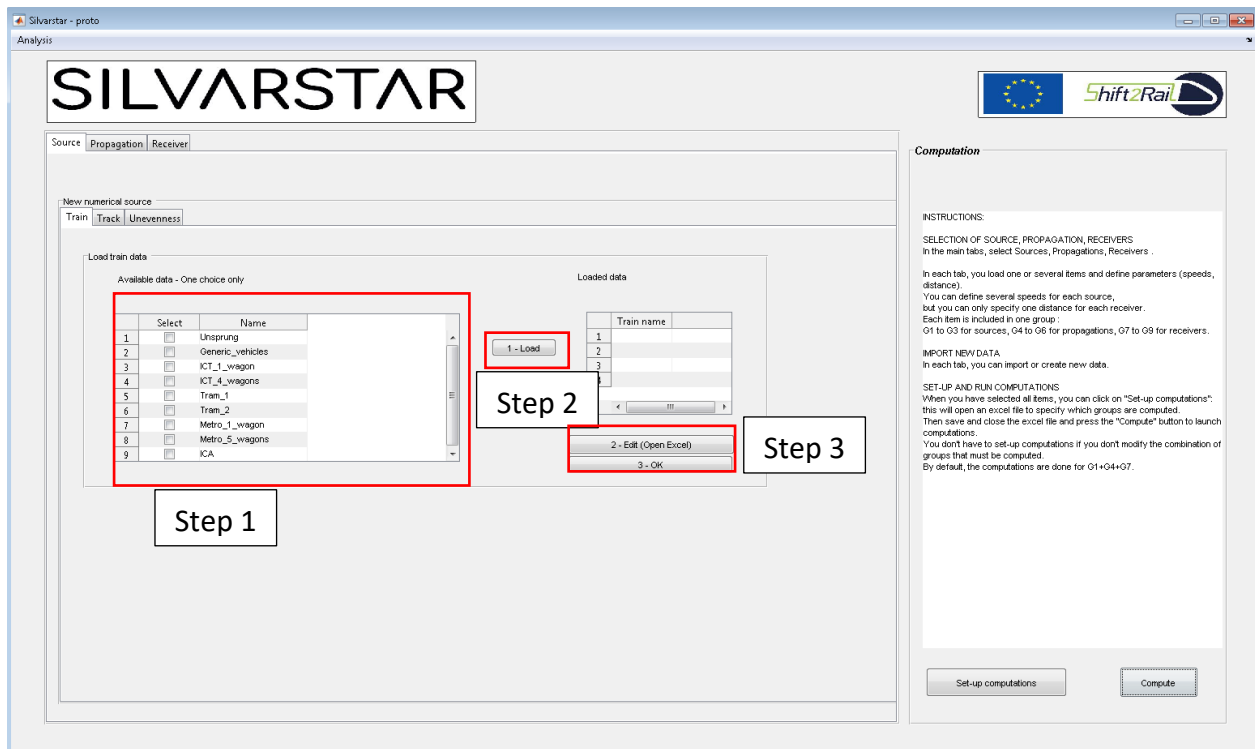 Silvarstar - proto
Analysis
SILVARSTAR
Shift2Rail
Source Propagation Receiver
New numerical source
Train Track Unevenness
Load train data
Available data - One choice only
Select Name
1 Unsprung
2 Generic_vehicles
3 ICT_1_wagon
4 ICT_4_wagons
5 Tram_1
6 Tram_2
7 Metro_1_wagon
8 Metro_5_wagons
9 ICA
Step 1
1 - Load
Step 2
Loaded data
Train name
1
2
3
2 - Edit (Open Excel)
3 - OK
Step 3
Computation
INSTRUCTIONS:
SELECTION OF SOURCE, PROPAGATION, RECEIVERS
In the main tabs, select Sources, Propagations, Receivers .
In each tab, you load one or several items and define parameters (speeds,
distance).
You can define several speeds for each source,
but you can only specify one distance for each receiver.
Each item is included in one group :
G1 to G3 for sources, G4 to G6 for propagations, G7 to G9 for receivers.
IMPORT NEW DATA
In each tab, you can import or create new data.
SET-UP AND RUN COMPUTATIONS
When you have selected all items, you can click on "Set-up computations":
this will open an excel file to specify which groups are computed.
Then save and close the excel file and press the "Compute" button to launch
computations.
You don't have to set-up computations if you don't modify the combination of
groups that must be computed.
By default, the computations are done for G1+G4+G7.
Set-up computations
Compute